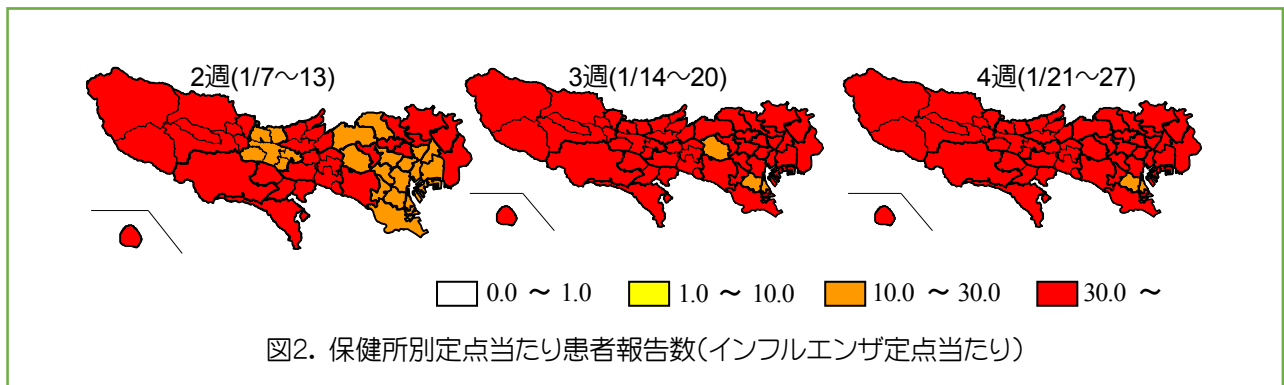 2週(1/7～13)
3週(1/14～20)
4週(1/21～27)
0.0 ～ 1.0
1.0 ～ 10.0
10.0 ～ 30.0
30.0 ～
図2. 保健所別定点当たり患者報告数(インフルエンザ定点当たり)